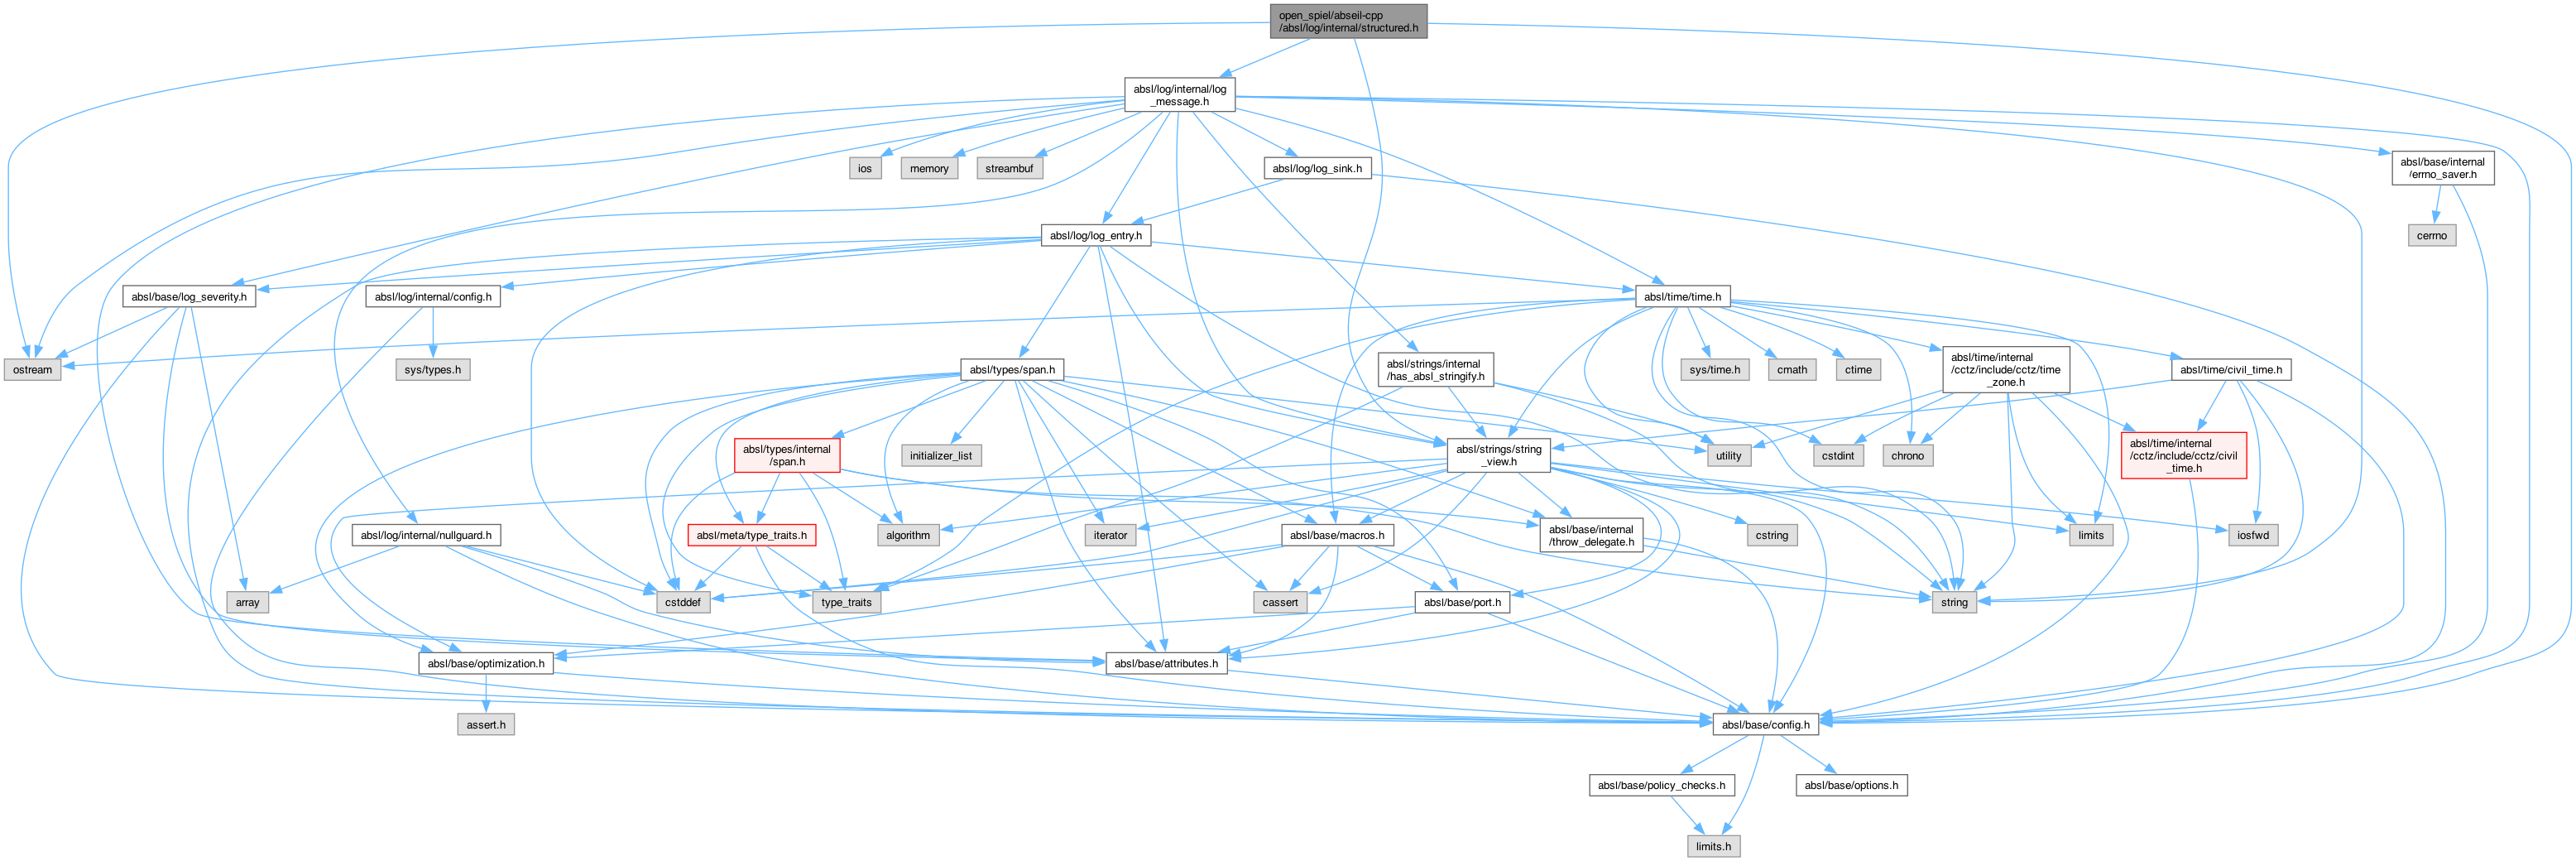 open_spiel/abseil-cpp
/absl/log/internal/structured.h
absl/log/internal/log
_message.h
ios
memory
streambuf
absl/log/log_sink.h
absl/base/internal
/errno_saver.h
absl/log/log_entry.h
cerrno
absl/base/log_severity.h
absl/log/internal/config.h
absl/time/time.h
ostream
sys/types.h
absl/types/span.h
absl/strings/internal
/has_absl_stringify.h
sys/time.h
cmath
ctime
absl/time/internal
/cctz/include/cctz/time
_zone.h
absl/time/civil_time.h
absl/types/internal
/span.h
initializer_list
absl/strings/string
_view.h
utility
cstdint
chrono
absl/time/internal
/cctz/include/cctz/civil
_time.h
absl/log/internal/nullguard.h
absl/meta/type_traits.h
algorithm
iterator
absl/base/macros.h
absl/base/internal
/throw_delegate.h
cstring
limits
iosfwd
array
cstddef
type_traits
cassert
absl/base/port.h
string
absl/base/optimization.h
absl/base/attributes.h
assert.h
absl/base/config.h
absl/base/policy_checks.h
absl/base/options.h
limits.h